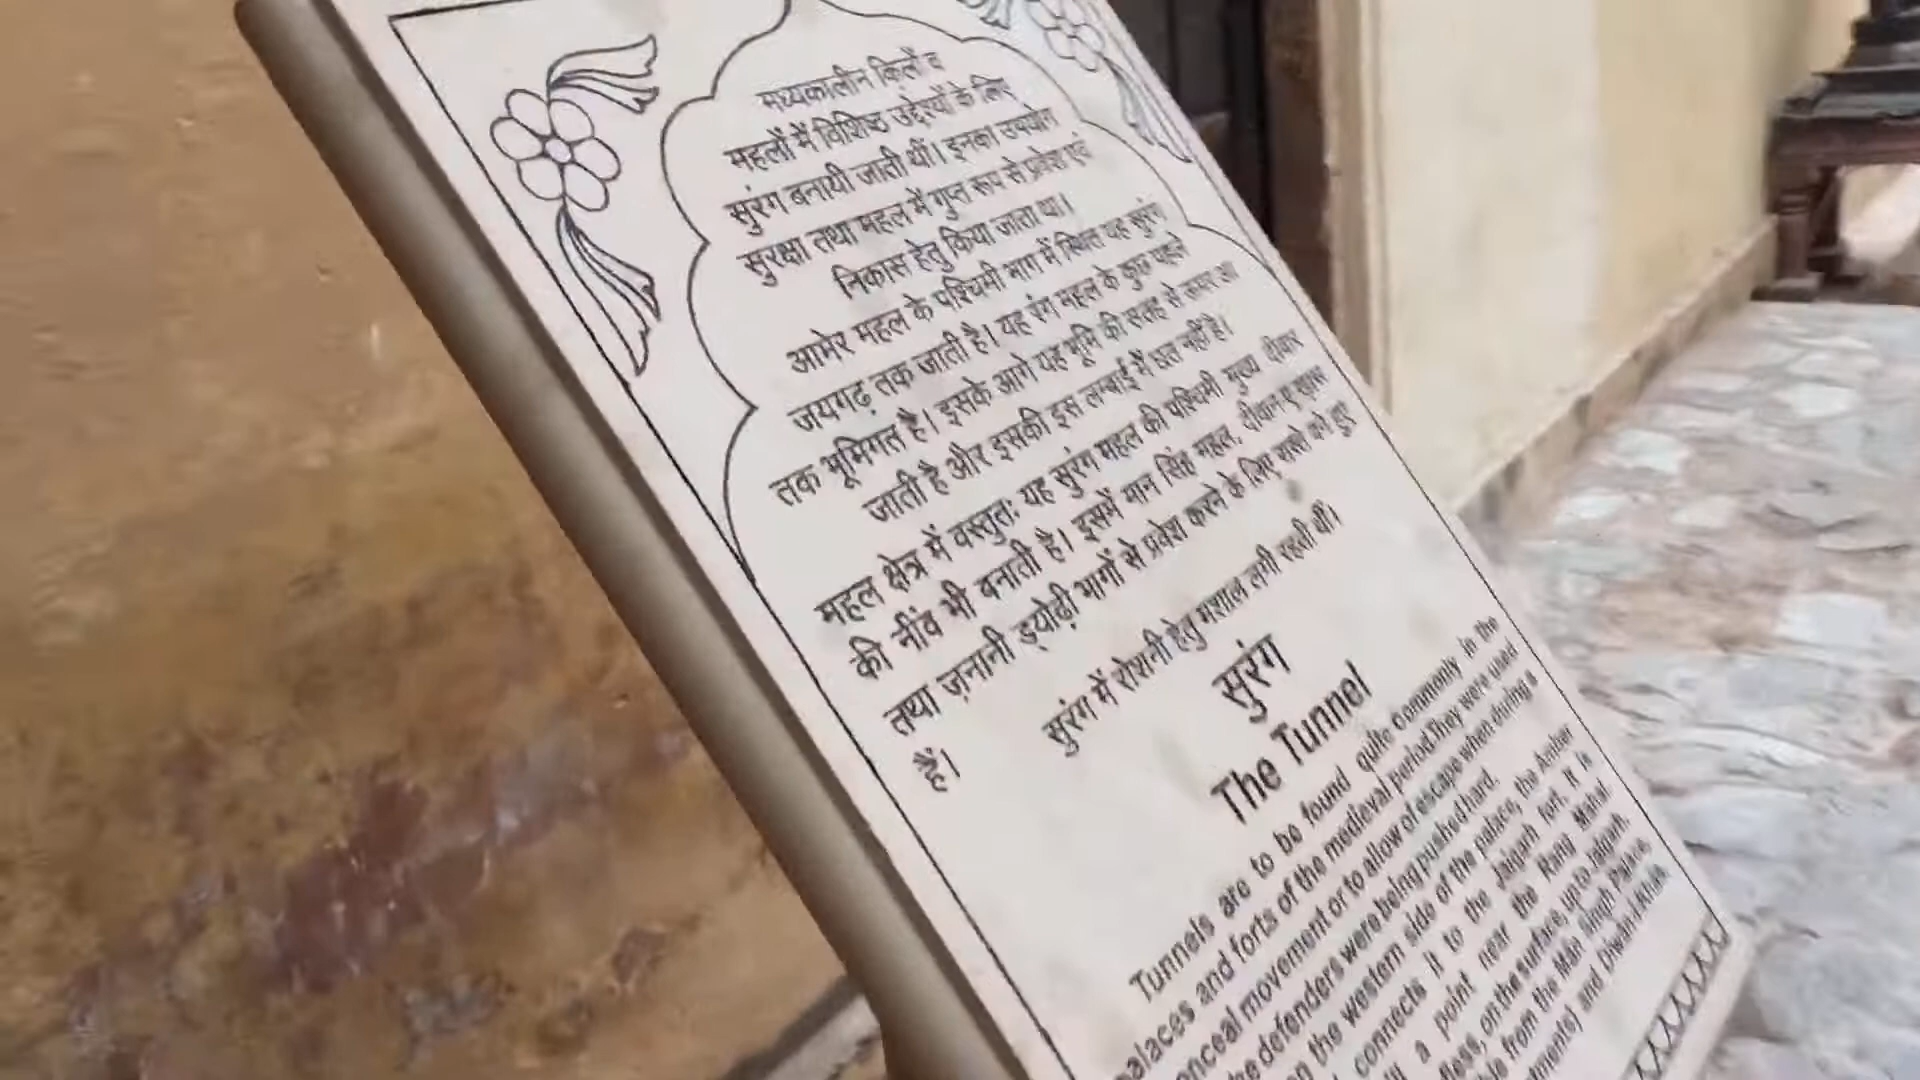 मध्यकालीन किलों व
महलों में विशिष्ठ उद्देश्यों के लिए
सुरंग बनायी जाती थीं। इनका उपयोग
सुरक्षा तथा महल में गुप्त रूप से प्रवेश एवं
निकास हेतु किया जाता था।
आमेर महल के पश्चिमी भाग में स्थित यह सुरंग
जयगढ़ तक जाती है। यह रंग महल के कुछ पहले
तक भूमिगत है। इसके आगे यह भूमि की सतह से ऊपर आ
जाती है और इसकी इस लम्बाई में छत नहीं है।
महल क्षेत्र में वस्तुतः यह सुरंग महल की पश्चिमी मुख्य दीवार
की नींव भी बनाती है। इसमें मान सिंह महल, दीवान-ए-ख़ास
तथा ज़नानी ड्योढ़ी भागों से प्रवेश करने के लिए रास्ते बने हुए
हैं।
सुरंग में रोशनी हेतु मशाल लगी रहती थीं।
सुरंग
The Tunnel
Tunnels are to be found quite commonly in the
palaces and forts of the medieval period.They were used
conceal movement or to allow of escape when during a
the defenders were being pushed hard.
on the western side of the palace, the Amber
connects it to the Jaigarh fort. It is
a point near the Rang Mahal.
on the surface, up to Jaigarh.
from the Man Singh Palace,
and Diwan-i-Khas.